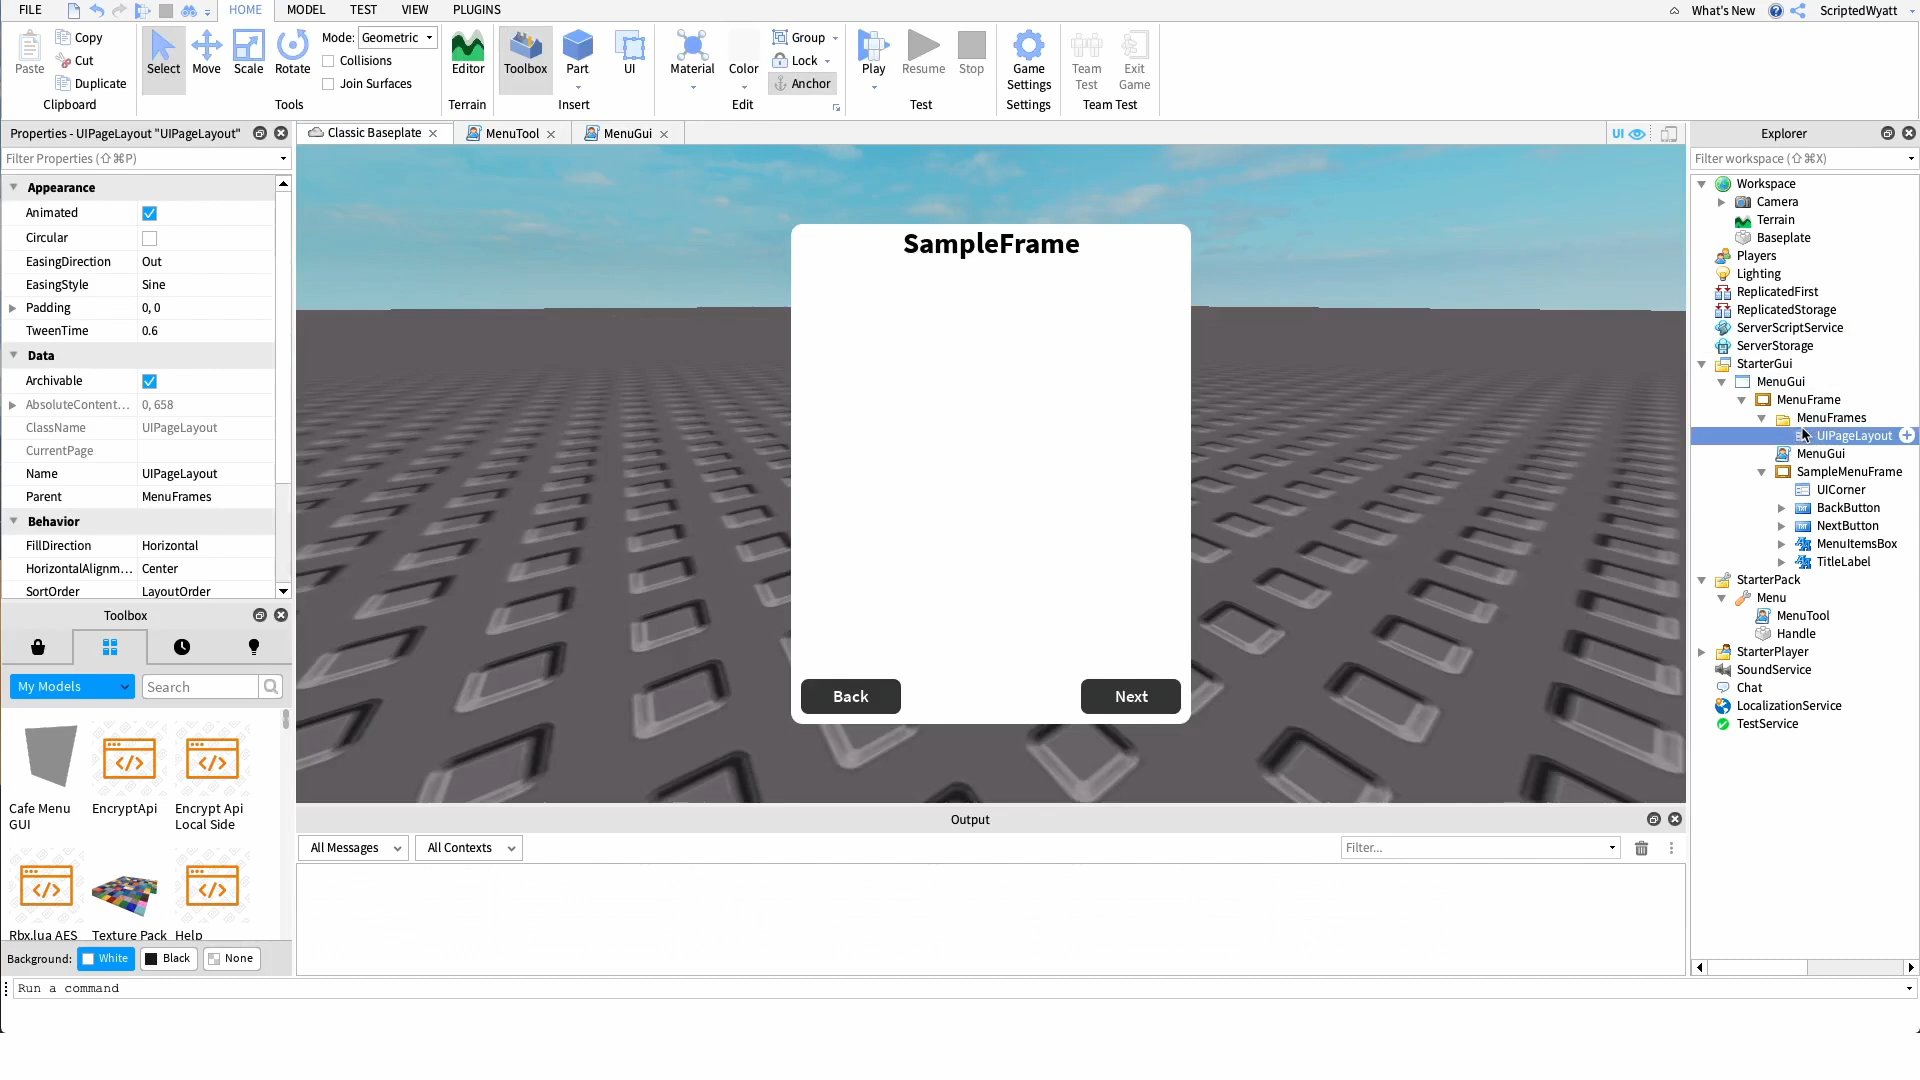 FILE
HOME MODEL TEST VIEW PLUGINS
What's New
ScriptedWyatt
Paste
Copy
Cut
Duplicate
Clipboard
Select
Move
Scale
Rotate
Mode: Geometric
Collisions
Join Surfaces
Tools
Editor
Terrain
Toolbox
Part
UI
Insert
Material
Color
Group
Lock
Anchor
Edit
Play
Resume
Stop
Test
Game
Settings
Settings
Team
Test
Exit
Game
Team Test
Properties - UIPageLayout "UIPageLayout"
Filter Properties (⇧⌘P)
Appearance
Animated
Circular
EasingDirection Out
EasingStyle Sine
Padding 0, 0
TweenTime 0.6
Data
Archivable
AbsoluteContent... 0, 658
ClassName UIPageLayout
CurrentPage
Name UIPageLayout
Parent MenuFrames
Behavior
FillDirection Horizontal
HorizontalAlignm... Center
SortOrder LayoutOrder
Toolbox
My Models
Search
Cafe Menu
GUI
EncryptApi
Encrypt Api
Local Side
Rbx.lua AES
Texture Pack
Help
Background: White Black None
Run a command
Classic Baseplate
MenuTool
MenuGui
UI
SampleFrame
Back
Next
Output
All Messages
All Contexts
Filter...
Explorer
Filter workspace (⇧⌘X)
Workspace
Camera
Terrain
Baseplate
Players
Lighting
ReplicatedFirst
ReplicatedStorage
ServerScriptService
ServerStorage
StarterGui
MenuGui
MenuFrame
MenuFrames
UIPageLayout
MenuGui
SampleMenuFrame
UICorner
BackButton
NextButton
MenuItemsBox
TitleLabel
StarterPack
Menu
MenuTool
Handle
StarterPlayer
SoundService
Chat
LocalizationService
TestService